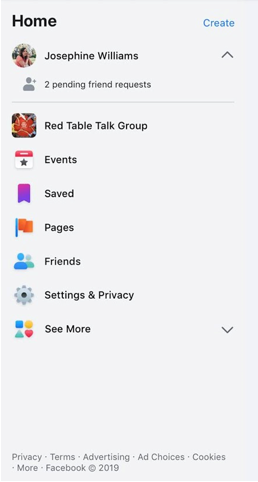 Home
Create
Josephine Williams
2 pending friend requests
Red Table Talk Group
Events
Saved
Pages
Friends
Settings & Privacy
See More
Privacy · Terms · Advertising · Ad Choices · Cookies
· More · Facebook © 2019